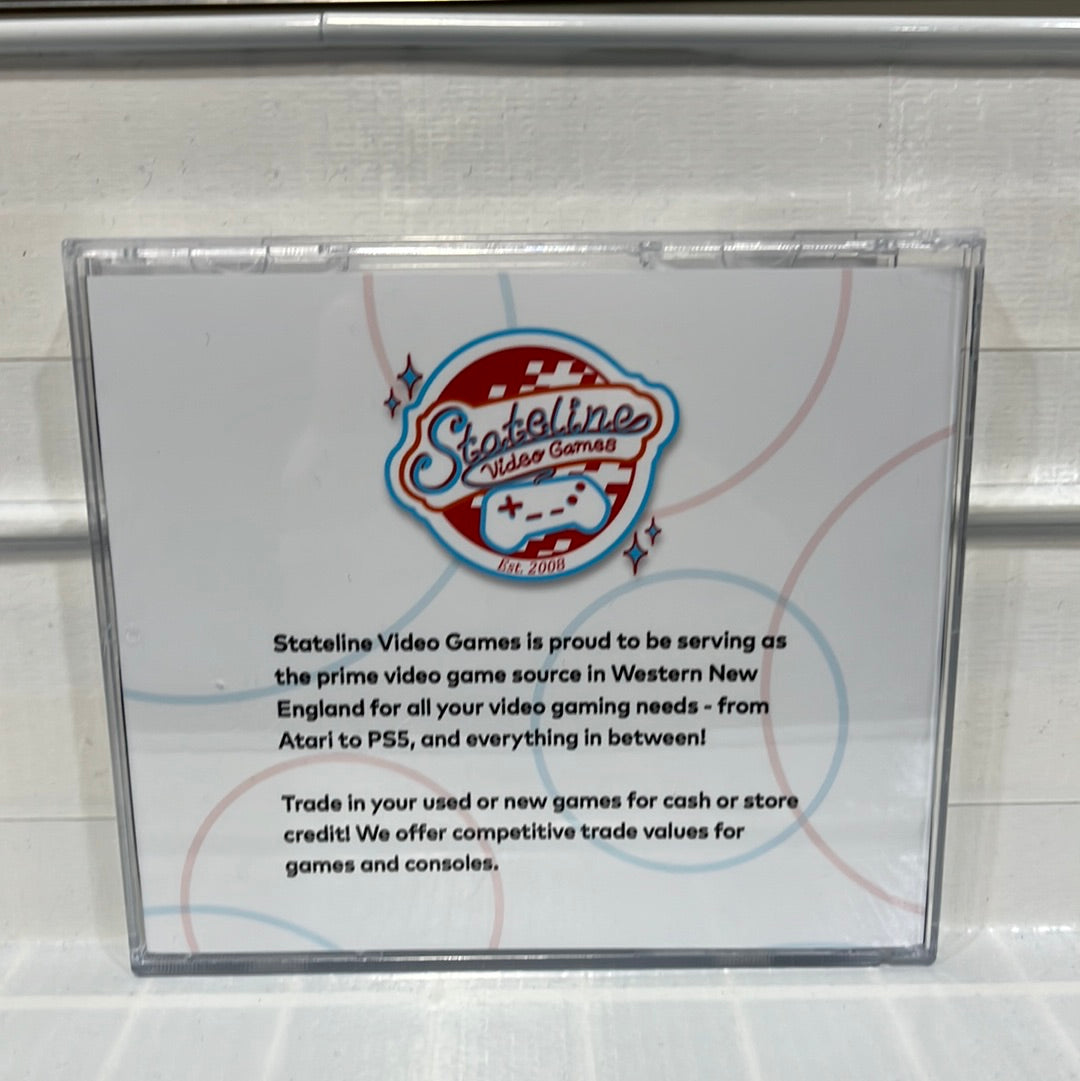 Stateline
Video Games
Est. 2008
Stateline Video Games is proud to be serving as
the prime video game source in Western New
England for all your video gaming needs - from
Atari to PS5, and everything in between!
Trade in your used or new games for cash or store
credit! We offer competitive trade values for
games and consoles.